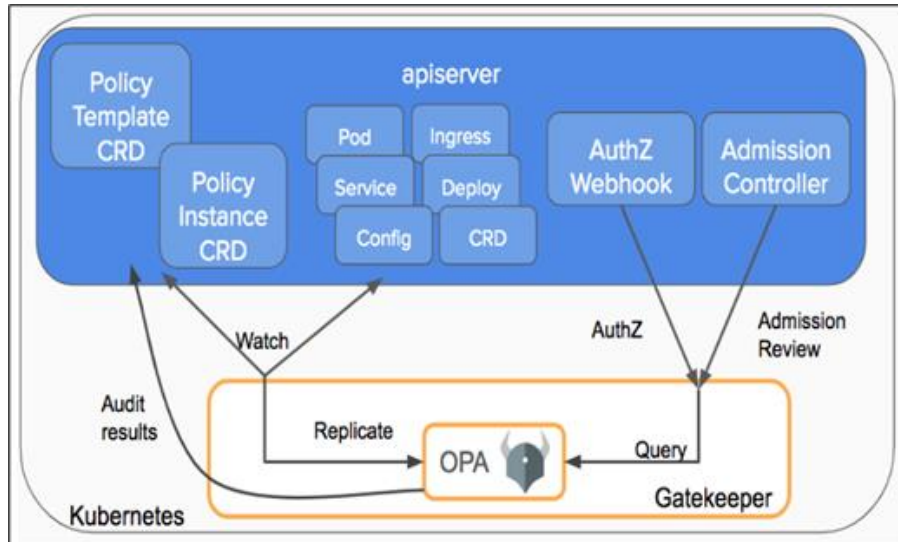 apiserver
Policy
Template
CRD
Policy
Instance
CRD
Pod
Ingress
Service
Deploy
Config
CRD
AuthZ
Webhook
Admission
Controller
Watch
AuthZ
Admission
Review
Audit
results
Replicate
OPA
Query
Gatekeeper
Kubernetes